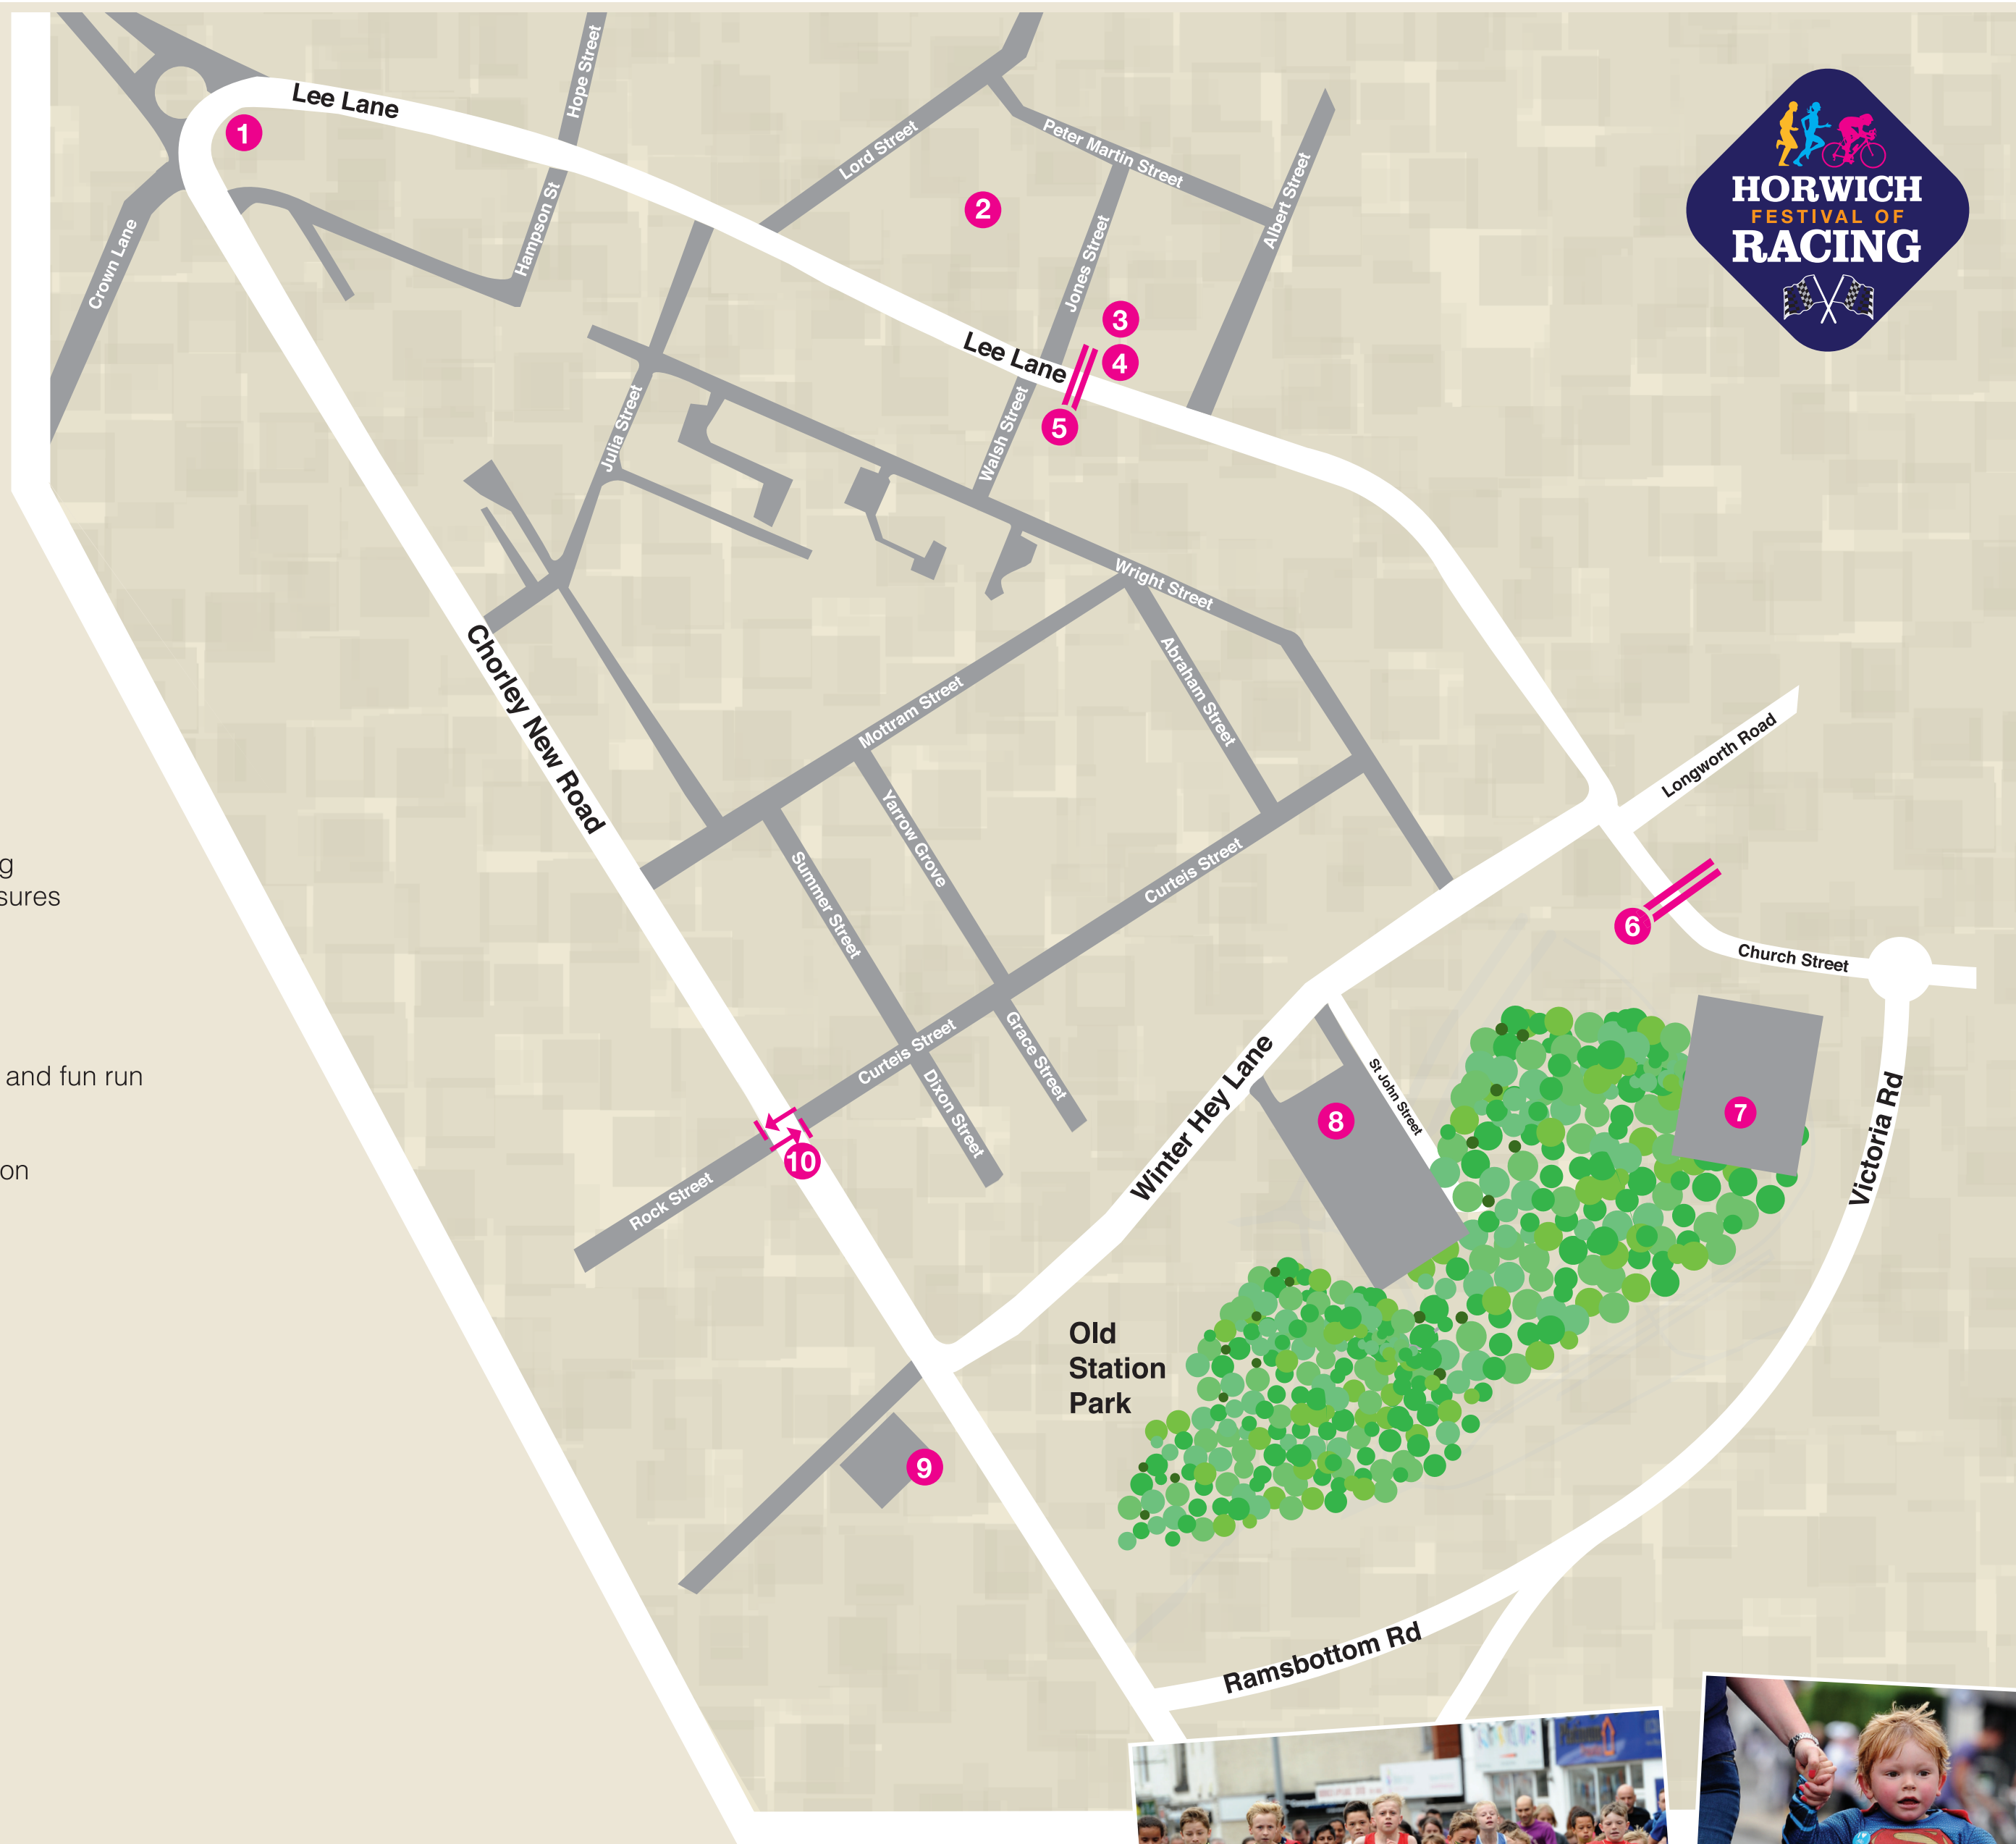 Lee Lane
Hope Street
1
Hampson St
Crown Lane
Lord Street
Peter Martin Street
2
Jones Street
Albert Street
HORWICH
FESTIVAL OF
RACING
3
4
Lee Lane
5
Walsh Street
Julia Street
Wright Street
Chorley New Road
Mottram Street
Abraham Street
Yarrow Grove
Summer Street
Curteis Street
Longworth Road
6
Church Street
g
sures
and fun run
on
Curteis Street
Grace Street
Dixon Street
10
Rock Street
Winter Hey Lane
St John Street
8
7
Victoria Rd
Old
Station
Park
9
Ramsbottom Rd